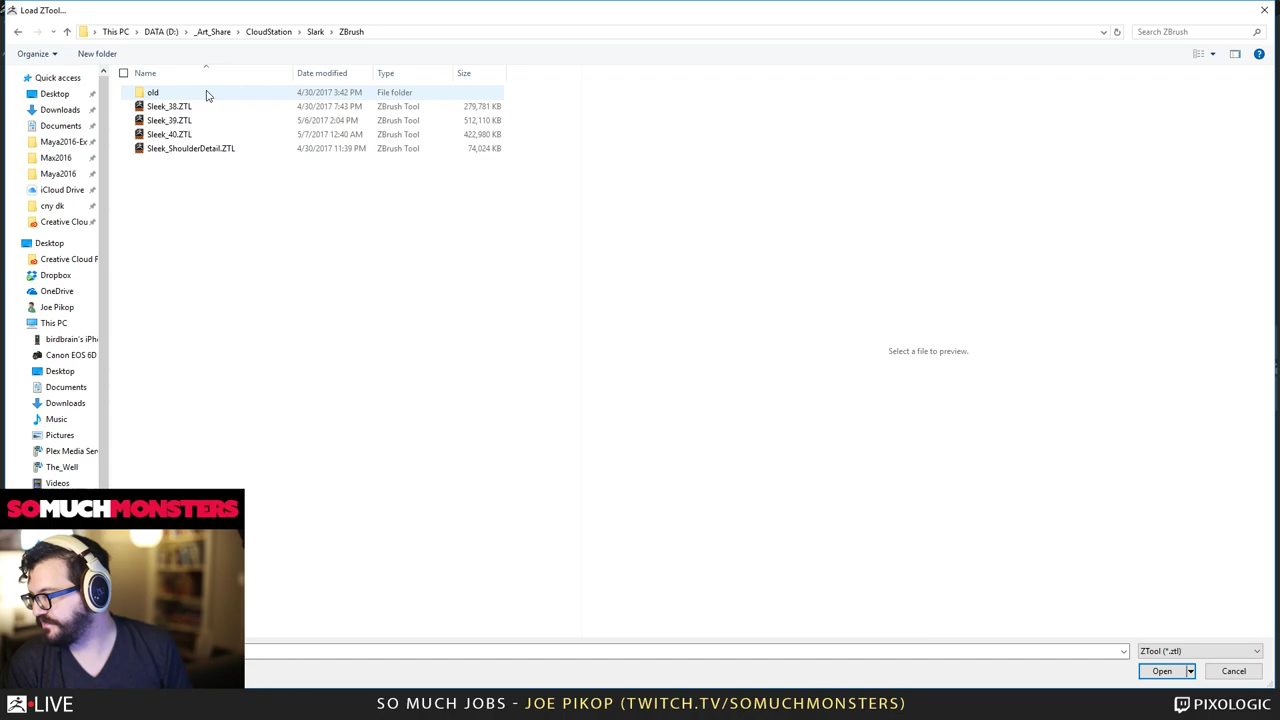 Load ZTool...
This PC > DATA (D:) > _Art_Share > CloudStation > Slark > ZBrush
Search ZBrush
Organize
New folder
Name Date modified Type Size
old 4/30/2017 3:42 PM File folder
Sleek_38.ZTL 4/30/2017 7:43 PM ZBrush Tool 279,781 KB
Sleek_39.ZTL 5/6/2017 2:04 PM ZBrush Tool 512,110 KB
Sleek_40.ZTL 5/7/2017 12:40 AM ZBrush Tool 422,980 KB
Sleek_ShoulderDetail.ZTL 4/30/2017 11:39 PM ZBrush Tool 74,024 KB
Quick access
Desktop
Downloads
Documents
Maya2016-Ex
Max2016
Maya2016
iCloud Drive
cny dk
Creative Clou
Desktop
Creative Cloud F
Dropbox
OneDrive
Joe Pikop
This PC
birdbrain's iPh
Canon EOS 6D
Desktop
Documents
Downloads
Music
Pictures
Plex Media Ser
The_Well
Videos
Select a file to preview.
ZTool (*.ztl)
Open
Cancel
SOMUCHMONSTERS
LIVE
SO MUCH JOBS - JOE PIKOP (TWITCH.TV/SOMUCHMONSTERS)
PIXOLOGIC